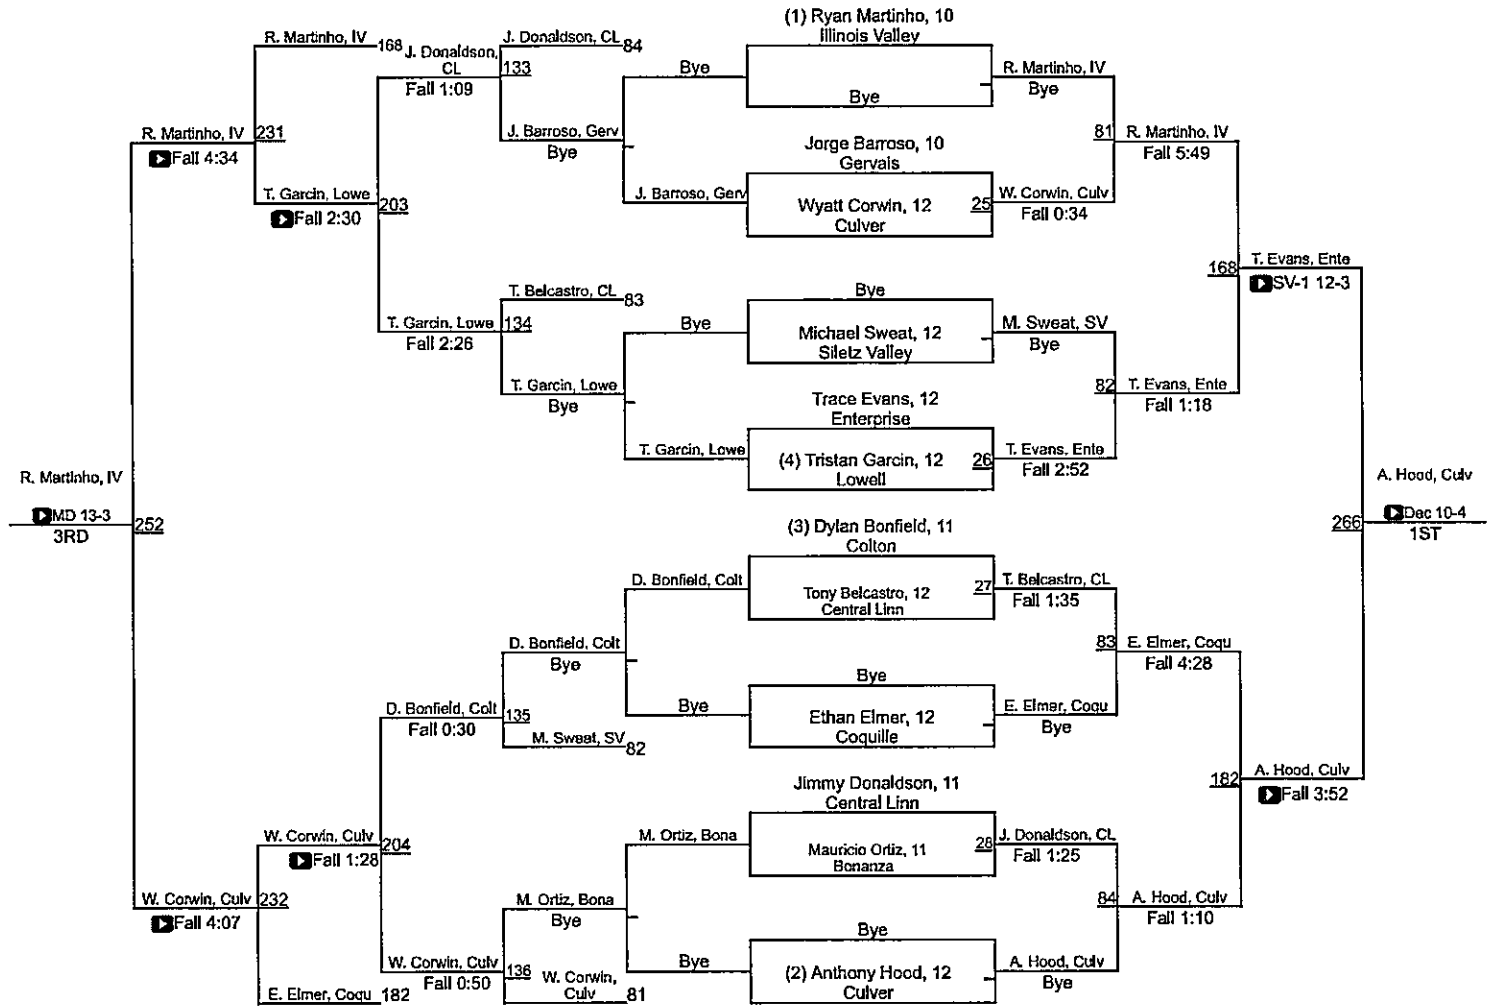 (1) Ryan Martinho, 10
Illinois Valley
R. Martinho, IV
168
J. Donaldson,
CL
Fall 1:09
J. Donaldson, CL
84
133
Bye
Bye
R. Martinho, IV
Bye
R. Martinho, IV
Fall 4:34
231
J. Barroso, Gerv
Bye
Jorge Barroso, 10
Gervais
81
R. Martinho, IV
Fall 5:49
T. Garcin, Lowe
Fall 2:30
203
J. Barroso, Gerv
Wyatt Corwin, 12
Culver
25
W. Corwin, Culv
Fall 0:34
168
T. Evans, Ente
SV-1 12-3
T. Belcastro, CL
83
Bye
T. Garcin, Lowe
Fall 2:26
134
Bye
Michael Sweat, 12
Siletz Valley
M. Sweat, SV
Bye
T. Garcin, Lowe
Bye
Trace Evans, 12
Enterprise
82
T. Evans, Ente
Fall 1:18
T. Garcin, Lowe
(4) Tristan Garcin, 12
Lowell
26
T. Evans, Ente
Fall 2:52
R. Martinho, IV
MD 13-3
3RD
252
A. Hood, Culv
266
Dec 10-4
1ST
(3) Dylan Bonfield, 11
Colton
D. Bonfield, Colt
Tony Belcastro, 12
Central Linn
27
T. Belcastro, CL
Fall 1:35
D. Bonfield, Colt
Bye
83
E. Elmer, Coqu
Fall 4:28
Bye
D. Bonfield, Colt
Fall 0:30
135
Bye
Ethan Elmer, 12
Coquille
E. Elmer, Coqu
Bye
M. Sweat, SV
82
182
A. Hood, Culv
Fall 3:52
Jimmy Donaldson, 11
Central Linn
W. Corwin, Culv
Fall 1:28
204
M. Ortiz, Bona
Mauricio Ortiz, 11
Bonanza
28
J. Donaldson, CL
Fall 1:25
W. Corwin, Culv
Fall 4:07
232
M. Ortiz, Bona
Bye
84
A. Hood, Culv
Fall 1:10
Bye
W. Corwin, Culv
Fall 0:50
136
Bye
(2) Anthony Hood, 12
Culver
A. Hood, Culv
Bye
E. Elmer, Coqu
182
W. Corwin,
Culv
81